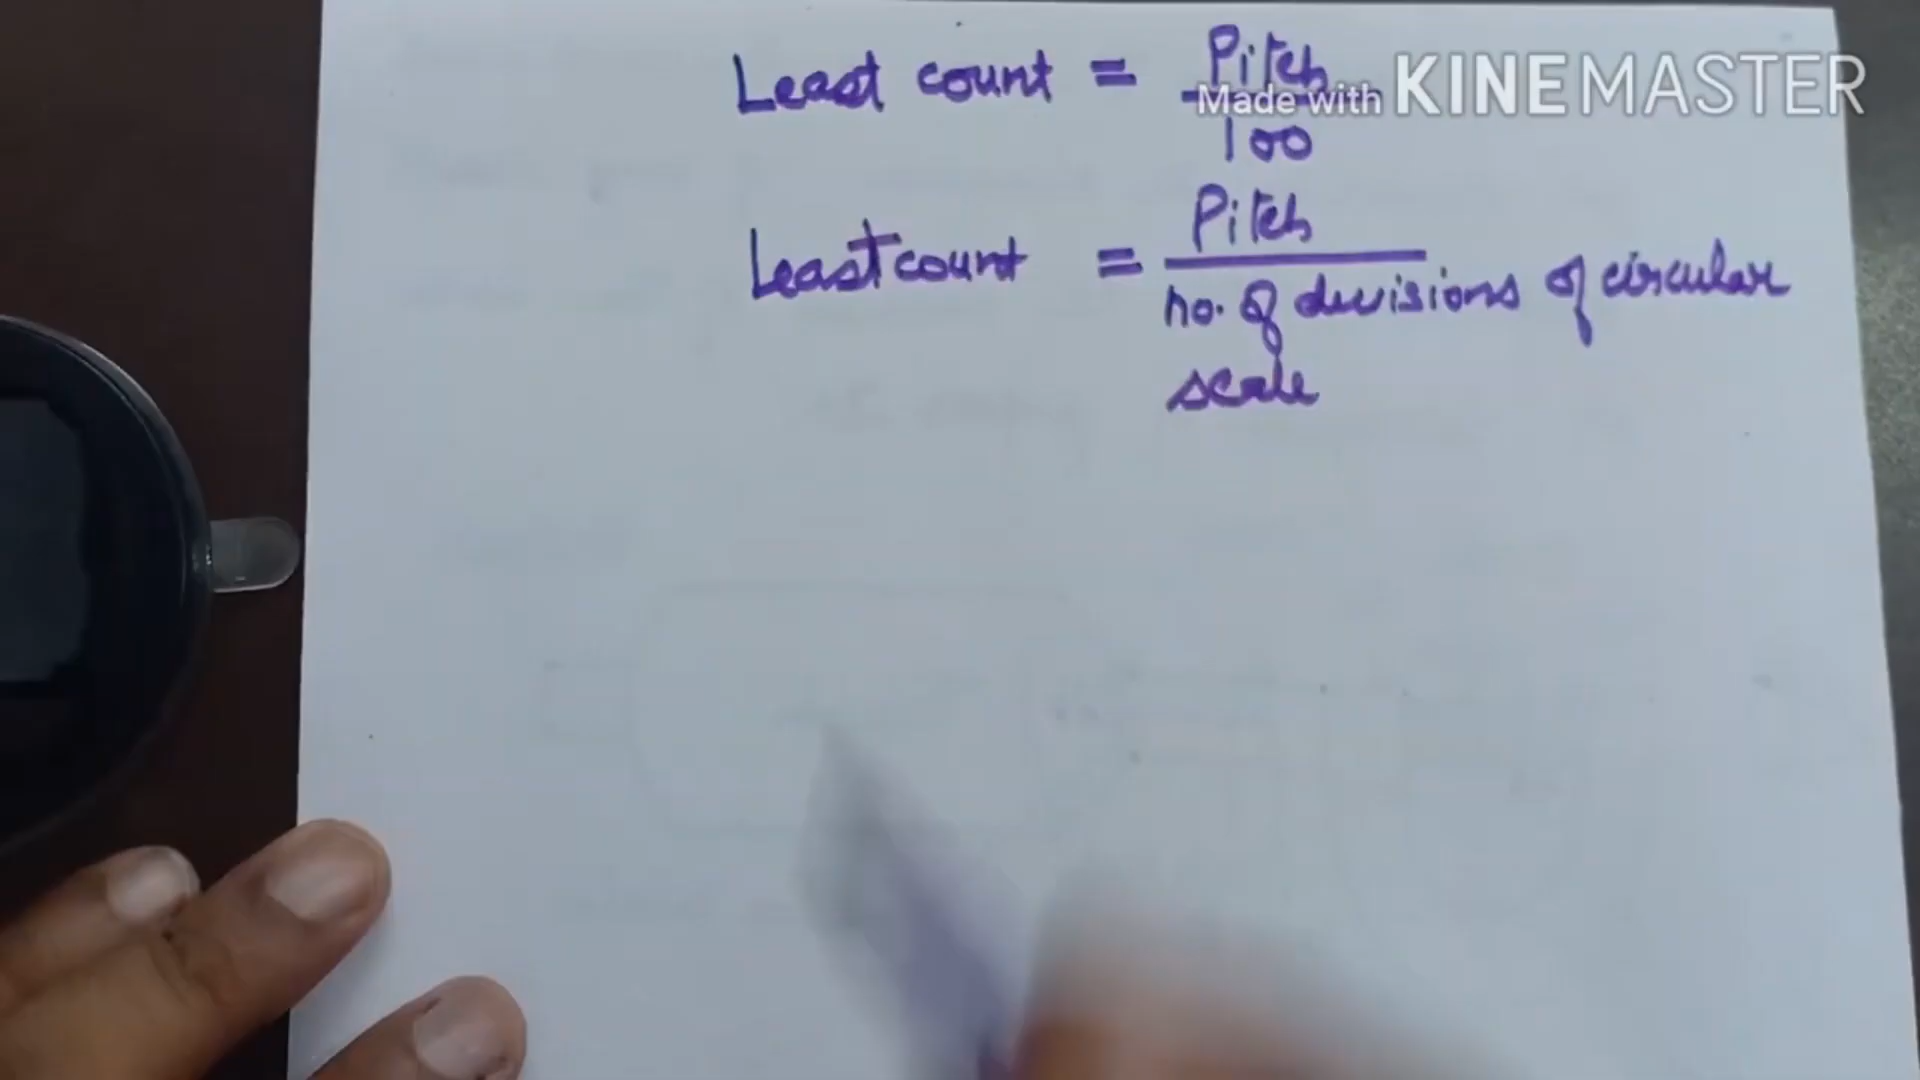 Least count = Pitch
Made with KINEMASTER
100
Least count = Pitch
no. of divisions of circular
scale